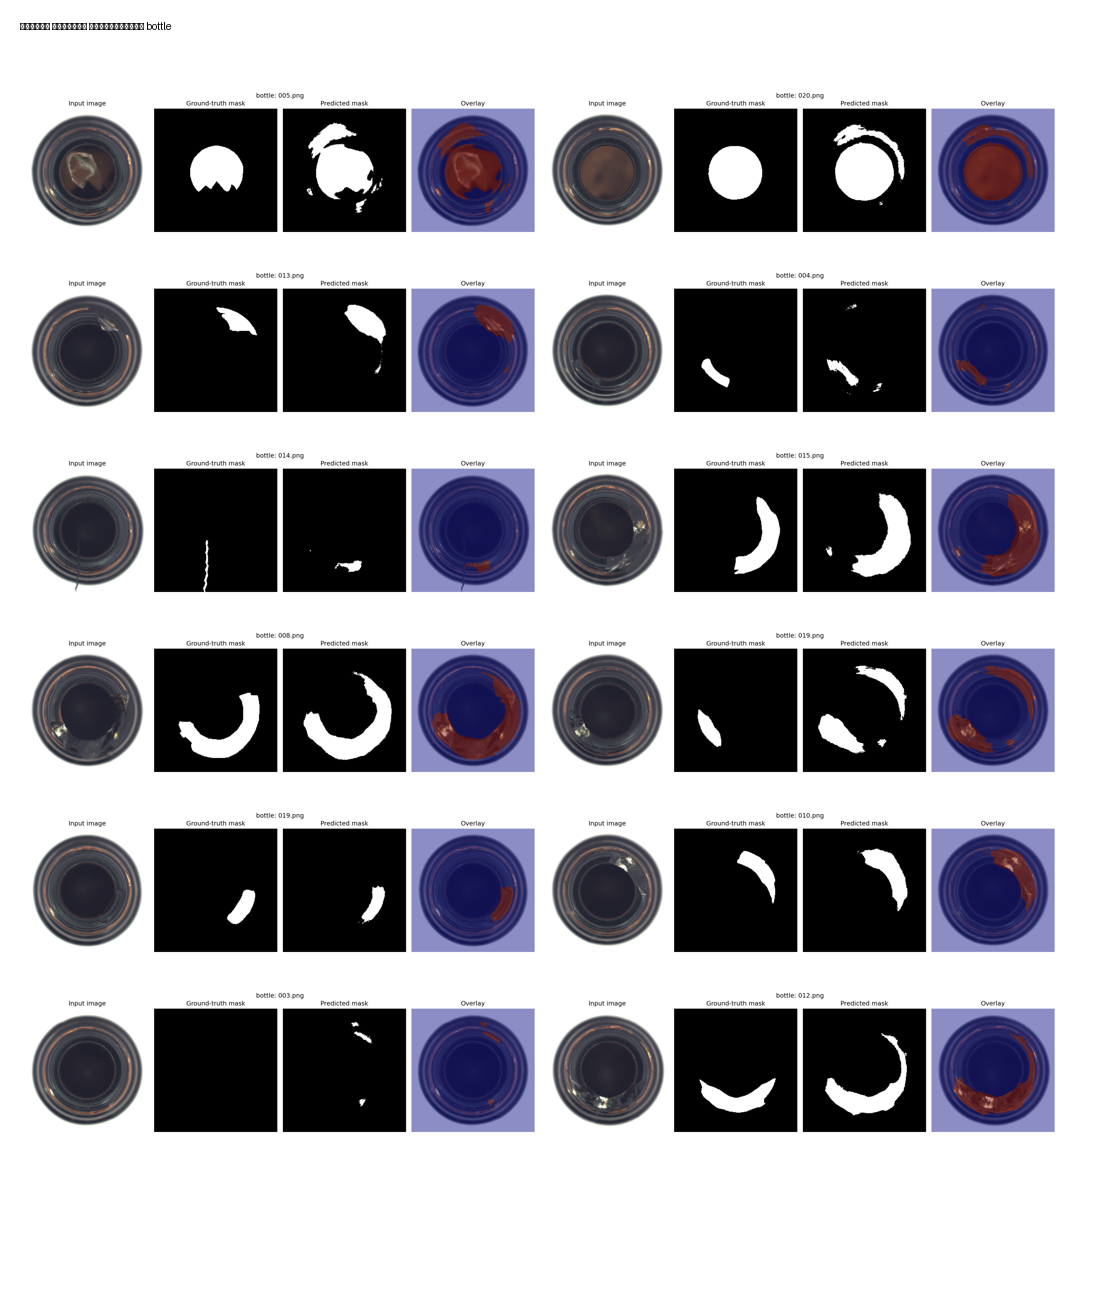 bottle
bottle: 005.png
Input image Ground-truth mask Predicted mask Overlay
bottle: 020.png
Input image Ground-truth mask Predicted mask Overlay
bottle: 013.png
Input image Ground-truth mask Predicted mask Overlay
bottle: 004.png
Input image Ground-truth mask Predicted mask Overlay
bottle: 014.png
Input image Ground-truth mask Predicted mask Overlay
bottle: 015.png
Input image Ground-truth mask Predicted mask Overlay
bottle: 008.png
Input image Ground-truth mask Predicted mask Overlay
bottle: 019.png
Input image Ground-truth mask Predicted mask Overlay
bottle: 019.png
Input image Ground-truth mask Predicted mask Overlay
bottle: 010.png
Input image Ground-truth mask Predicted mask Overlay
bottle: 003.png
Input image Ground-truth mask Predicted mask Overlay
bottle: 012.png
Input image Ground-truth mask Predicted mask Overlay